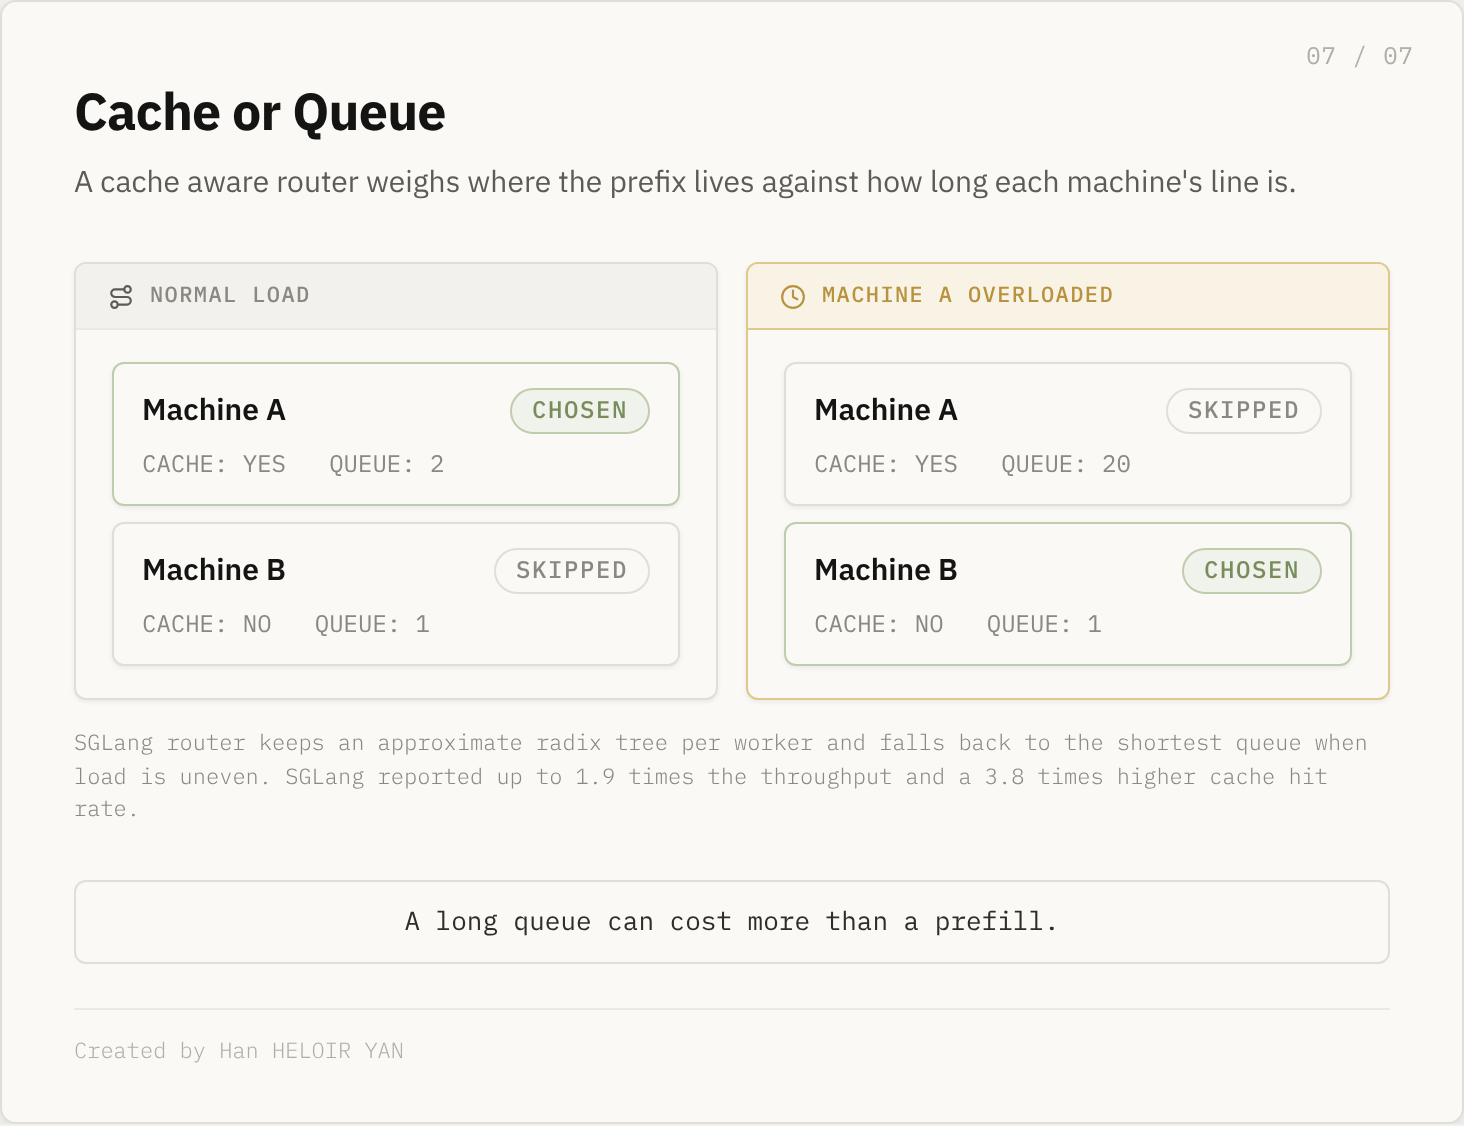 07 / 07
Cache or Queue
A cache aware router weighs where the prefix lives against how long each machine's line is.
NORMAL LOAD
Machine A
CHOSEN
CACHE: YES QUEUE: 2
Machine B
SKIPPED
CACHE: NO QUEUE: 1
MACHINE A OVERLOADED
Machine A
SKIPPED
CACHE: YES QUEUE: 20
Machine B
CHOSEN
CACHE: NO QUEUE: 1
SGLang router keeps an approximate radix tree per worker and falls back to the shortest queue when
load is uneven. SGLang reported up to 1.9 times the throughput and a 3.8 times higher cache hit
rate.
A long queue can cost more than a prefill.
Created by Han HELOIR YAN